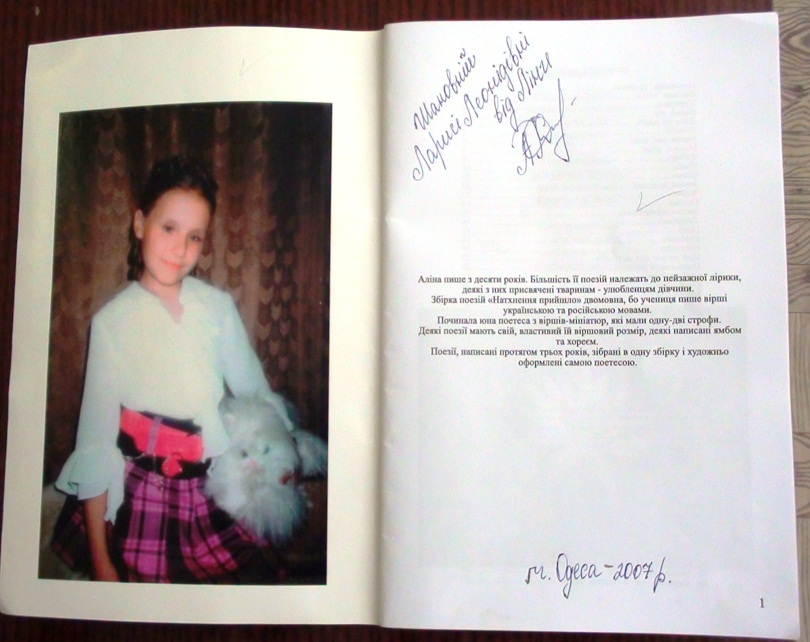 Шановній
Ларисі Леонідівні
від Аліни
Аліна пише з десяти років. Більшість її поезій належать до пейзажної лірики,
деякі з них присвячені тваринам - улюбленцям дівчини.
Збірка поезій «Натхнення прийшло» двомовна, бо учениця пише вірші
українською та російською мовами.
Починала юна поетеса з віршів-мініатюр, які мали одну-дві строфи.
Деякі поезії мають свій, властивий їй віршовий розмір, деякі написані ямбом
та хореєм.
Поезії, написані протягом трьох років, зібрані в одну збірку і художньо
оформлені самою поетесою.
м. Одеса - 2007 р.
1